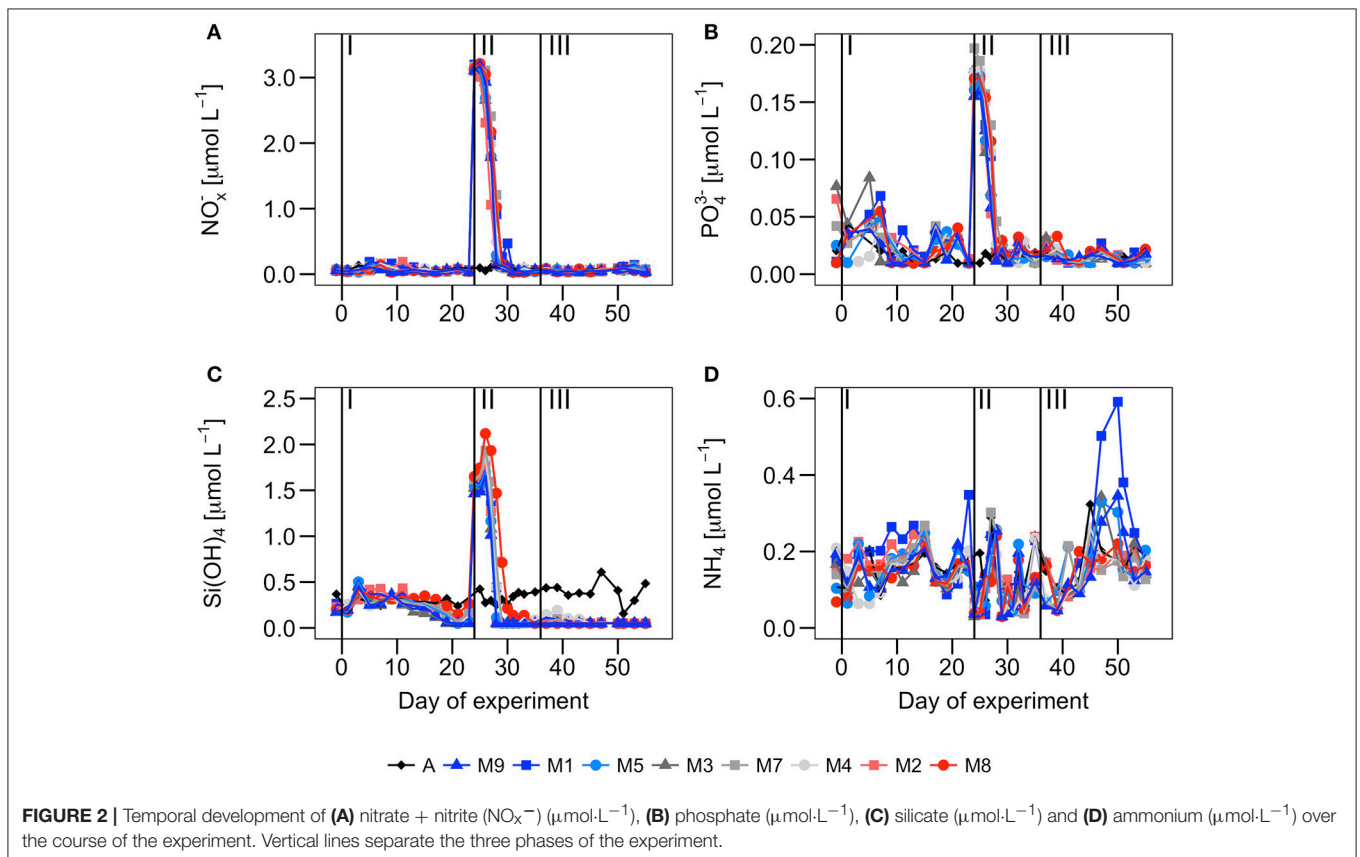 A
I
II
III
NOx- [μmol L−1]
3.0
2.0
1.0
0.0
0 10 20 30 40 50
B
I
II
III
PO43- [μmol L−1]
0.20
0.15
0.10
0.05
0.00
0 10 20 30 40 50
C
I
II
III
Si(OH)4 [μmol L−1]
2.5
2.0
1.5
1.0
0.5
0.0
0 10 20 30 40 50
Day of experiment
D
I
II
III
NH4 [μmol L−1]
0.6
0.4
0.2
0.0
0 10 20 30 40 50
Day of experiment
A M9 M1 M5 M3 M7 M4 M2 M8
FIGURE 2 | Temporal development of (A) nitrate + nitrite (NOx−) (μmol·L−1), (B) phosphate (μmol·L−1), (C) silicate (μmol·L−1) and (D) ammonium (μmol·L−1) over
the course of the experiment. Vertical lines separate the three phases of the experiment.